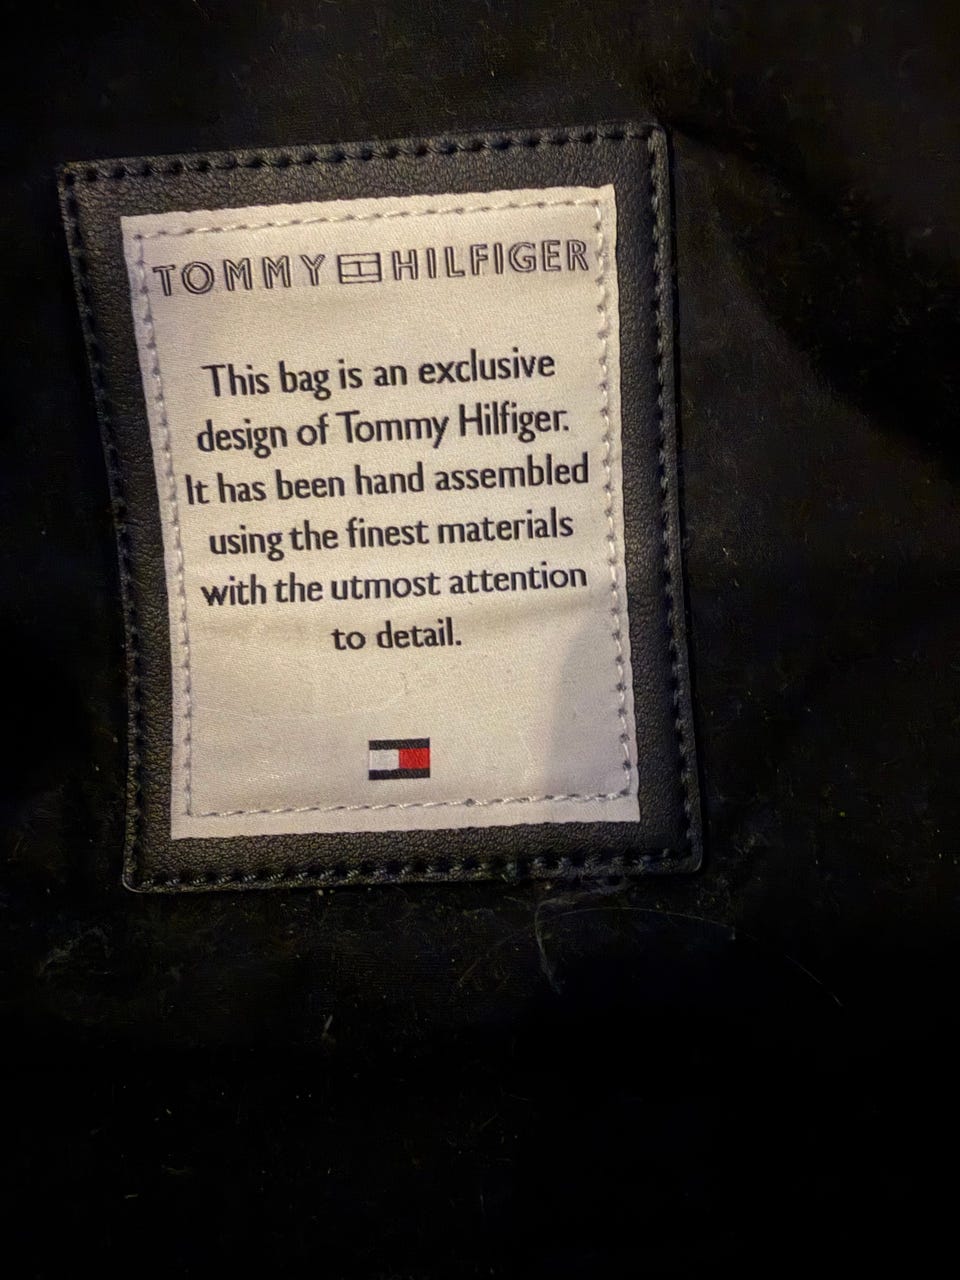 TOMMY HILFIGER
This bag is an exclusive
design of Tommy Hilfiger.
It has been hand assembled
using the finest materials
with the utmost attention
to detail.